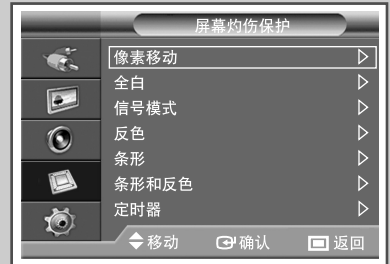 屏幕灼伤保护
像素移动
全白
信号模式
反色
条形
条形和反色
定时器
移动 确认 返回